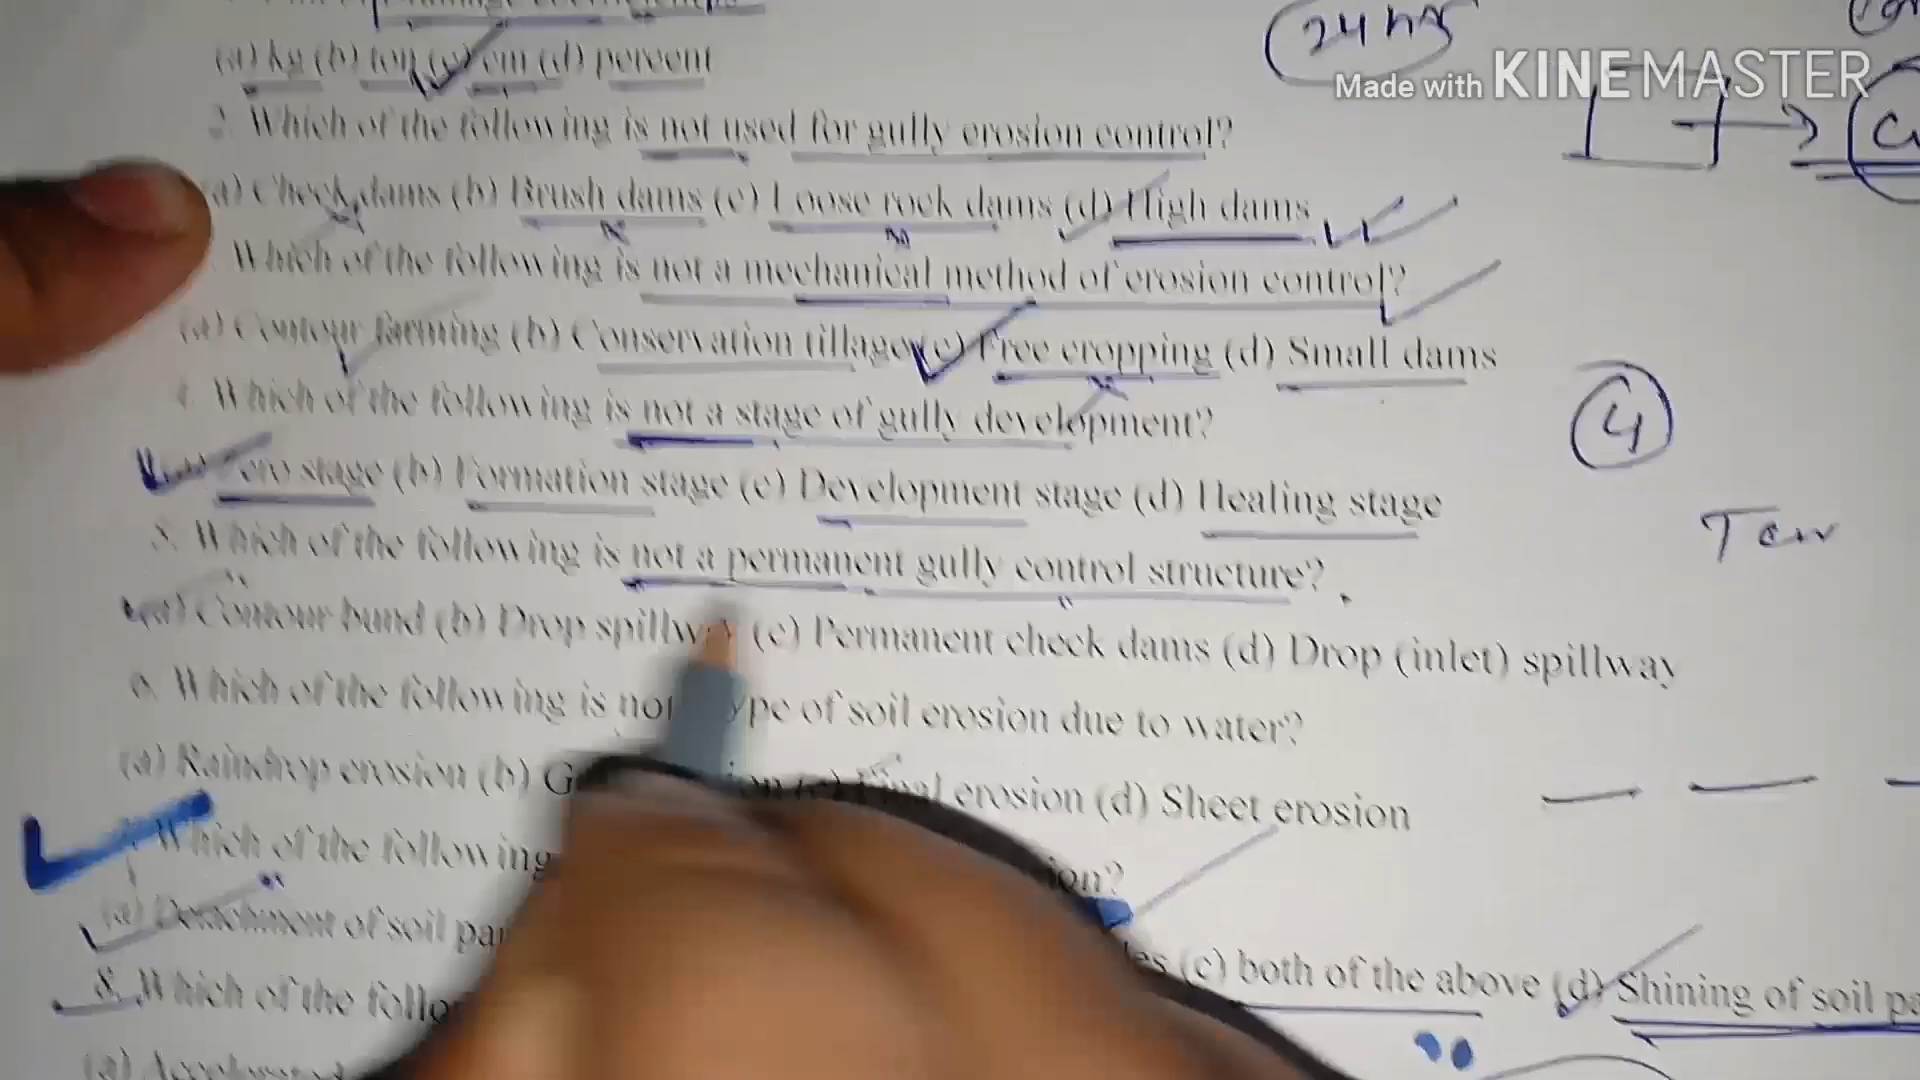 24 hrs
Made with KINEMASTER
(a) kg (b) ton (c) cm (d) percent
2. Which of the following is not used for gully erosion control?
a) Check dams (b) Brush dams (c) Loose rock dams (d) High dams
Which of the following is not a mechanical method of erosion control?
(a) Contour farming (b) Conservation tillage (c) Free cropping (d) Small dams
4. Which of the following is not a stage of gully development?
stage (b) Formation stage (c) Development stage (d) Healing stage
4
5. Which of the following is not a permanent gully control structure?
(a) Contour bund (b) Drop spillway (c) Permanent check dams (d) Drop (inlet) spillway
6. Which of the following is not type of soil erosion due to water?
(a) Raindrop erosion (b) (c) Final erosion (d) Sheet erosion
Which of the following
(a) Detachment of soil (c) both of the above (d) Shining of soil
8. Which of the
(a)